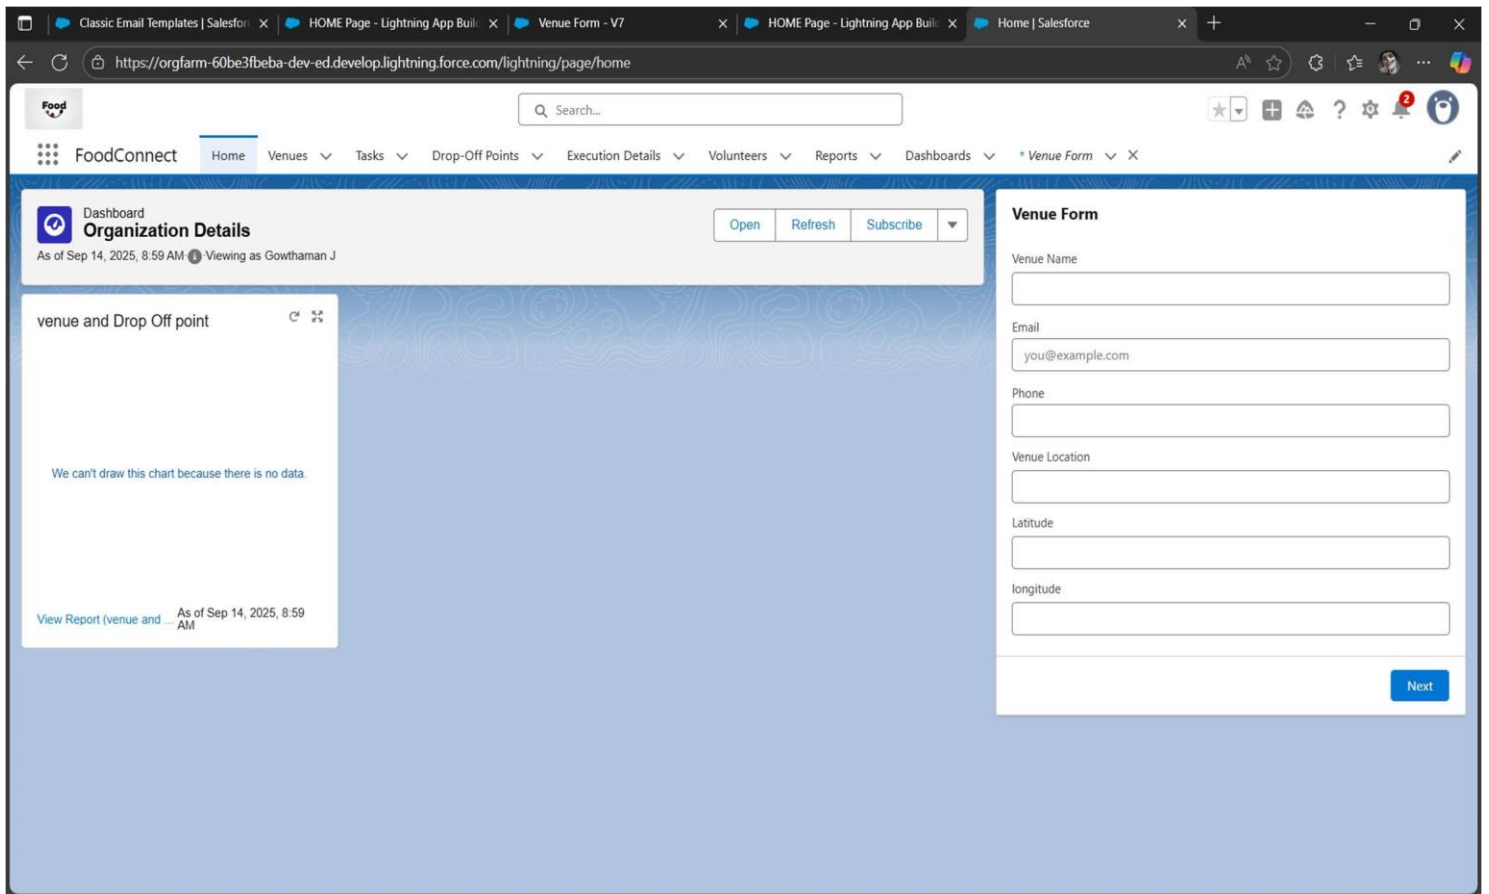 Classic Email Templates | Salesforc
HOME Page - Lightning App Buil
Venue Form - V7
HOME Page - Lightning App Buil
Home | Salesforce
https://orgfarm-60be3fbeba-dev-ed.develop.lightning.force.com/lightning/page/home
Food
Search...
2
FoodConnect Home Venues Tasks Drop-Off Points Execution Details Volunteers Reports Dashboards * Venue Form
Dashboard
Organization Details
As of Sep 14, 2025, 8:59 AM Viewing as Gowthaman J
Open Refresh Subscribe
venue and Drop Off point
We can't draw this chart because there is no data.
View Report (venue and ...
As of Sep 14, 2025, 8:59
AM
Venue Form
Venue Name
Email
you@example.com
Phone
Venue Location
Latitude
longitude
Next